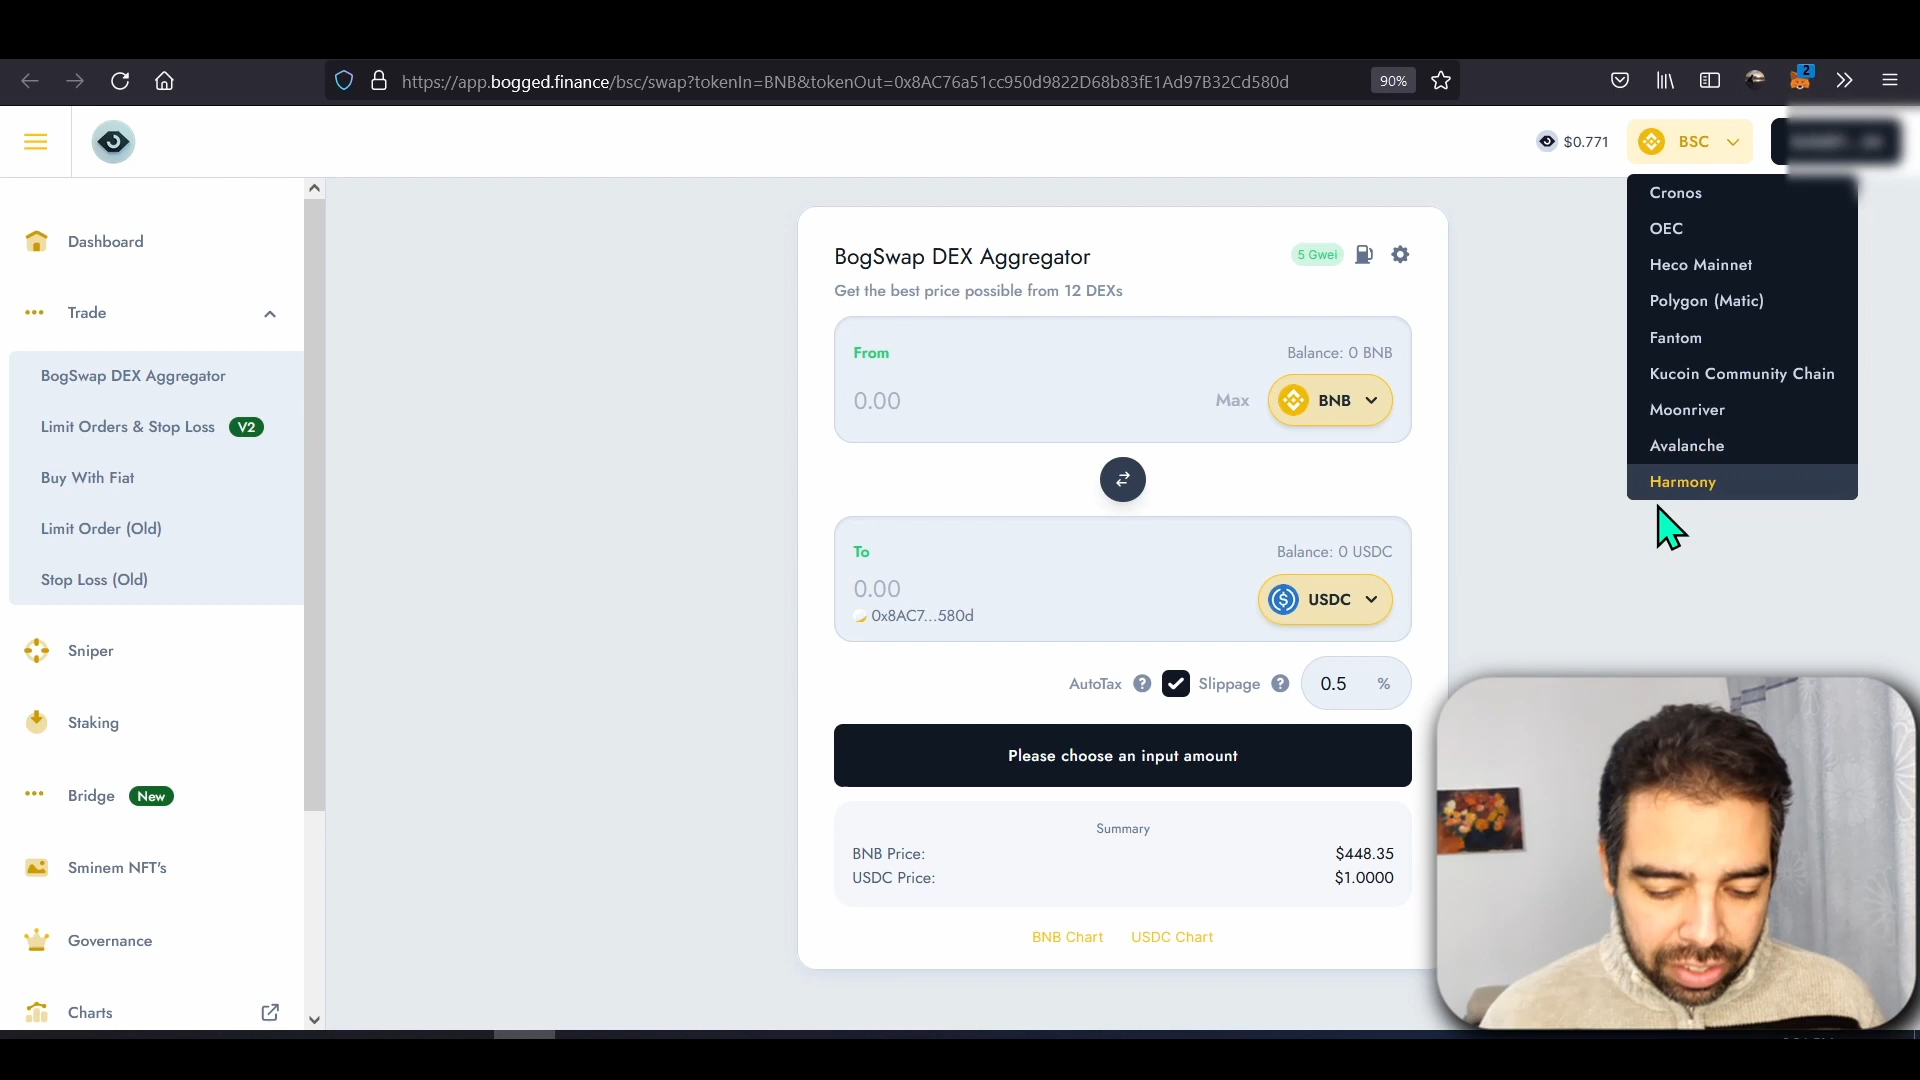 https://app.bogged.finance/bsc/swap?tokenIn=BNB&tokenOut=0x8AC76a51cc950d9822D68b83fE1Ad97B32Cd580d
90%
2
$0.771
BSC
Cronos
OEC
Heco Mainnet
Polygon (Matic)
Fantom
Kucoin Community Chain
Moonriver
Avalanche
Harmony
Dashboard
Trade
BogSwap DEX Aggregator
Limit Orders & Stop Loss V2
Buy With Fiat
Limit Order (Old)
Stop Loss (Old)
Sniper
Staking
Bridge New
Sminem NFT's
Governance
Charts
BogSwap DEX Aggregator
5 Gwei
Get the best price possible from 12 DEXs
From
Balance: 0 BNB
0.00
Max
BNB
To
Balance: 0 USDC
0.00
USDC
0x8AC7...580d
AutoTax ? Slippage ? 0.5 %
Please choose an input amount
Summary
BNB Price: $448.35
USDC Price: $1.0000
BNB Chart USDC Chart